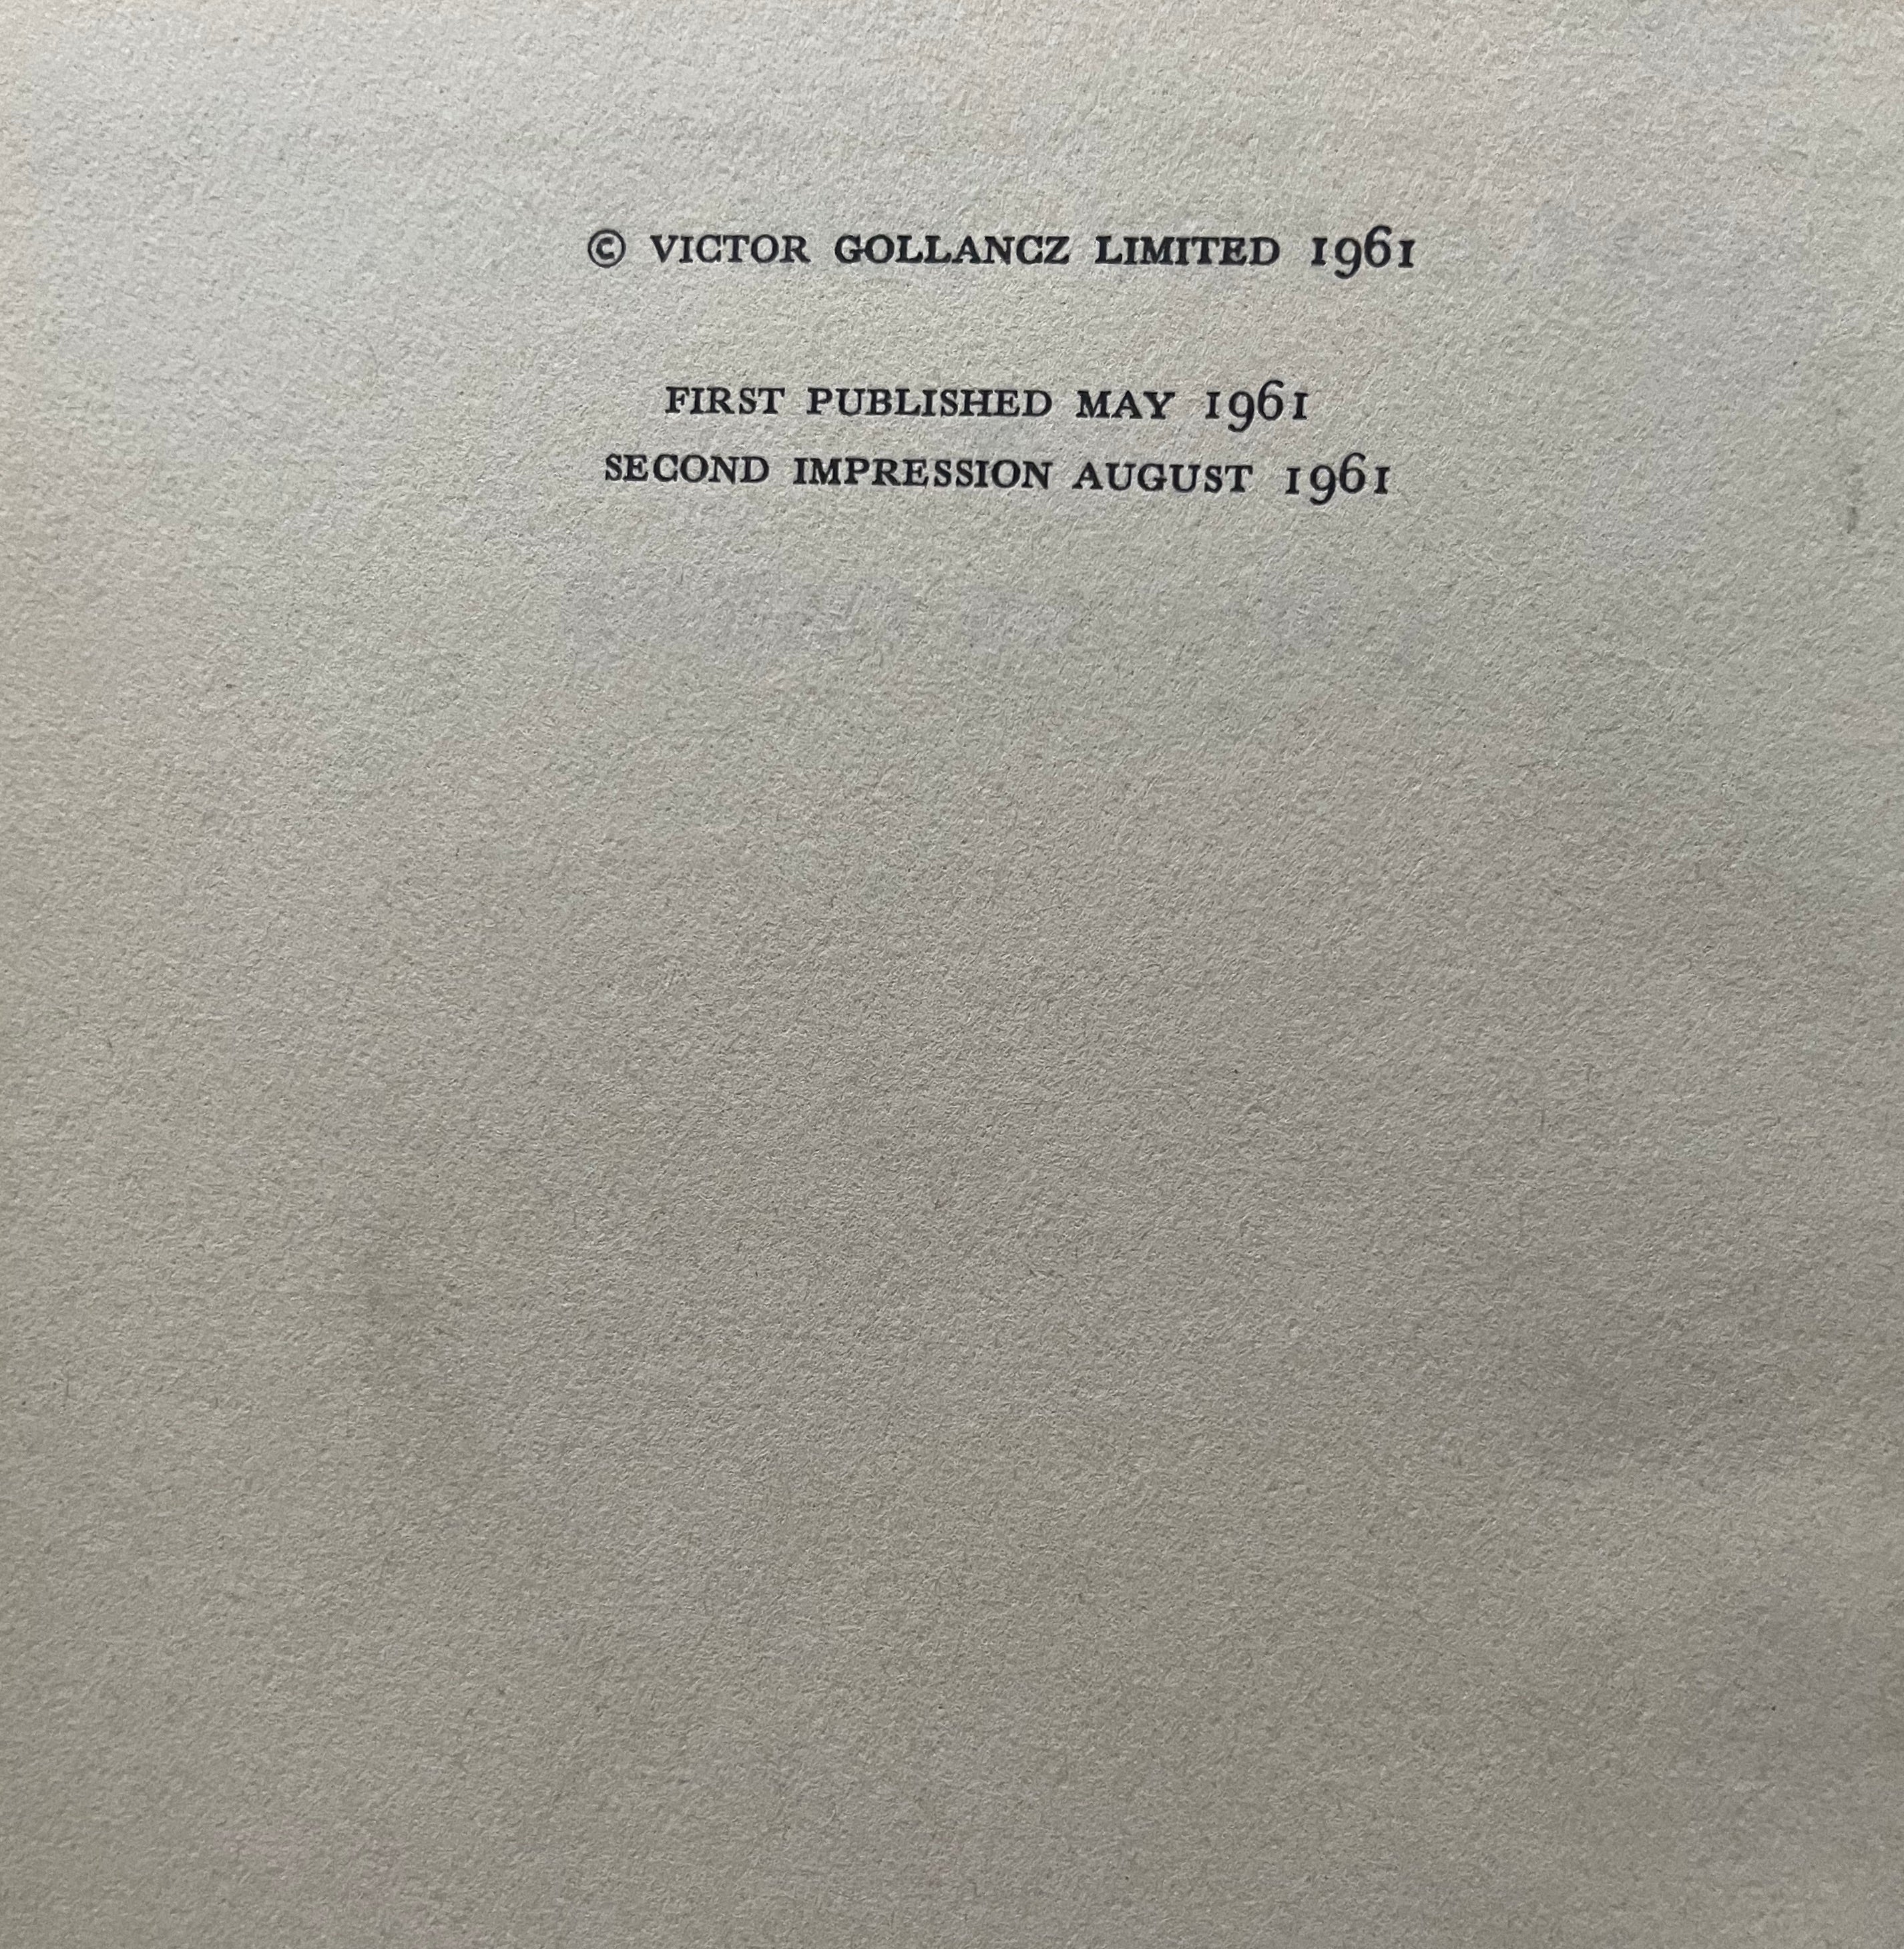 © VICTOR GOLLANCZ LIMITED 1961
FIRST PUBLISHED MAY 1961
SECOND IMPRESSION AUGUST 1961